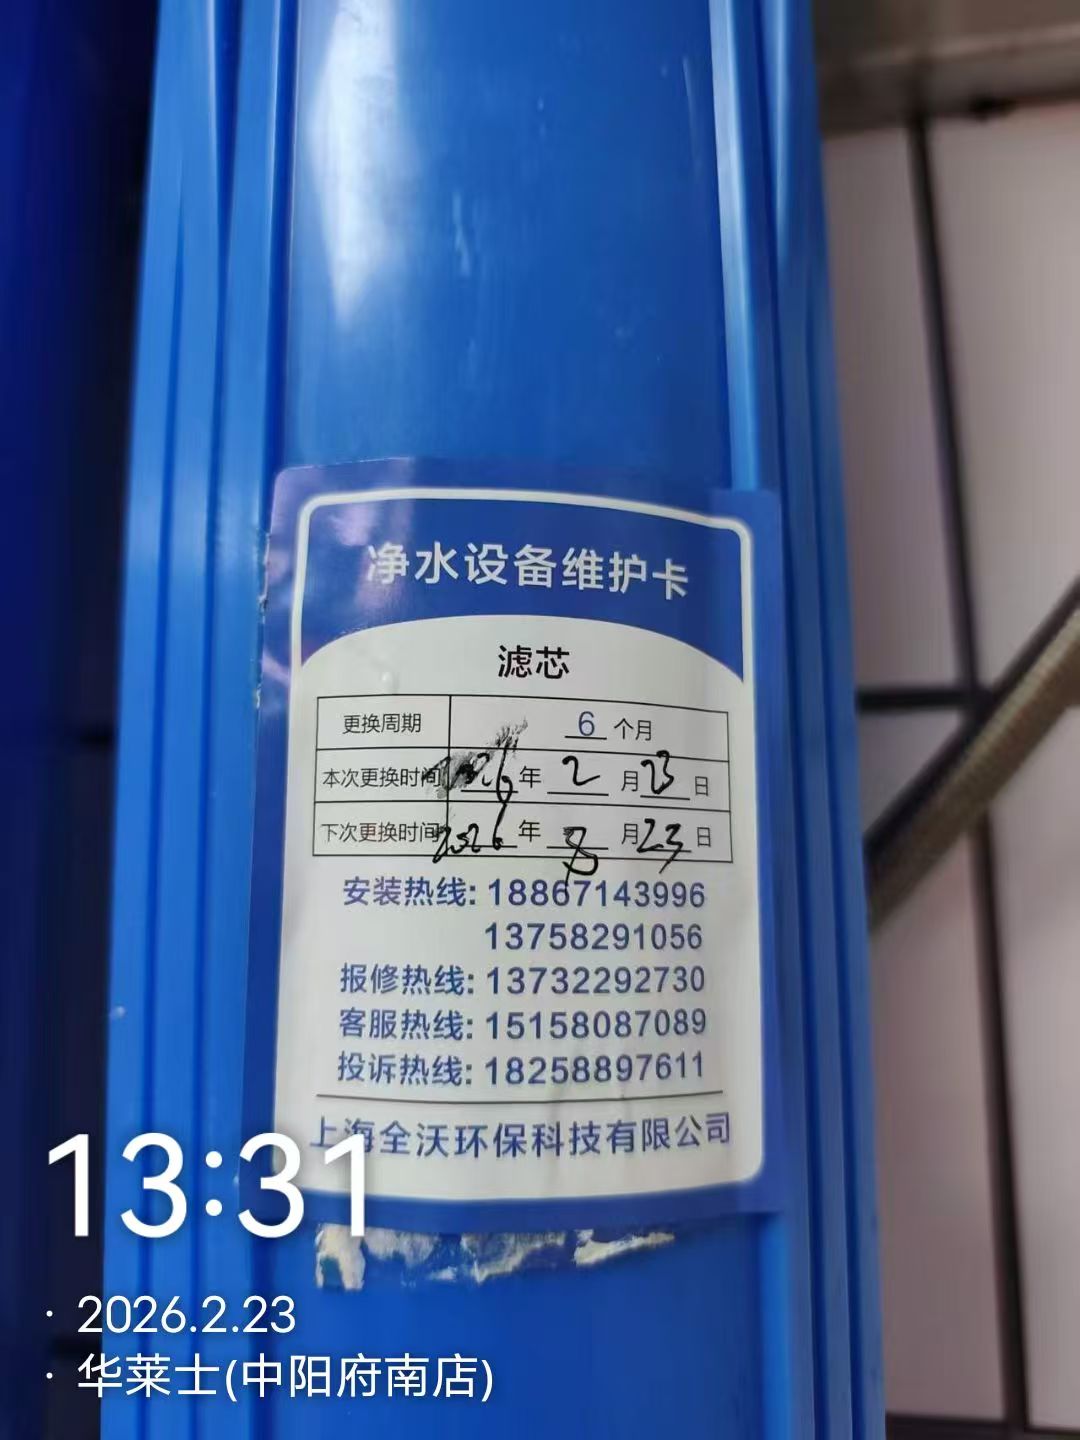 净水设备维护卡
滤芯
更换周期 6 个月
本次更换时间 2026 年 2 月 23 日
下次更换时间 2026 年 8 月 23 日
安装热线: 18867143996
13758291056
报修热线: 13732292730
客服热线: 15158087089
投诉热线: 18258897611
上海全沃环保科技有限公司
13:31
· 2026.2.23
· 华莱士(中阳府南店)